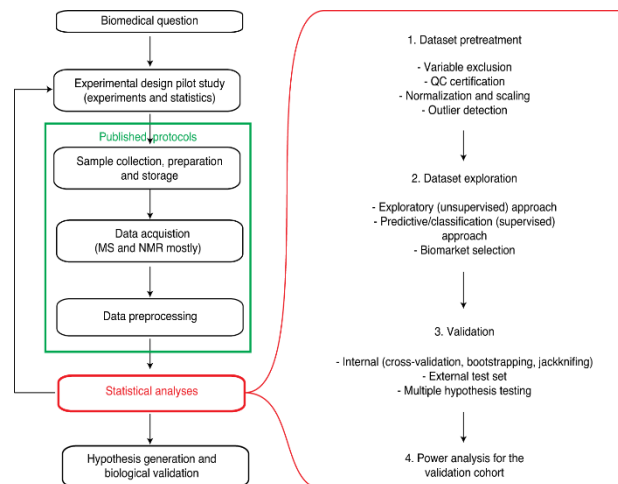 Biomedical question
Experimental design pilot study
(experiments and statistics)
Published protocols
Sample collection, preparation
and storage
Data acquistion
(MS and NMR mostly)
Data preprocessing
Statistical analyses
Hypothesis generation and
biological validation
1. Dataset pretreatment
- Variable exclusion
- QC certification
- Normalization and scaling
- Outlier detection
2. Dataset exploration
- Exploratory (unsupervised) approach
- Predictive/classification (supervised)
approach
- Biomarket selection
3. Validation
- Internal (cross-validation, bootstrapping, jackknifing)
- External test set
- Multiple hypothesis testing
4. Power analysis for the
validation cohort